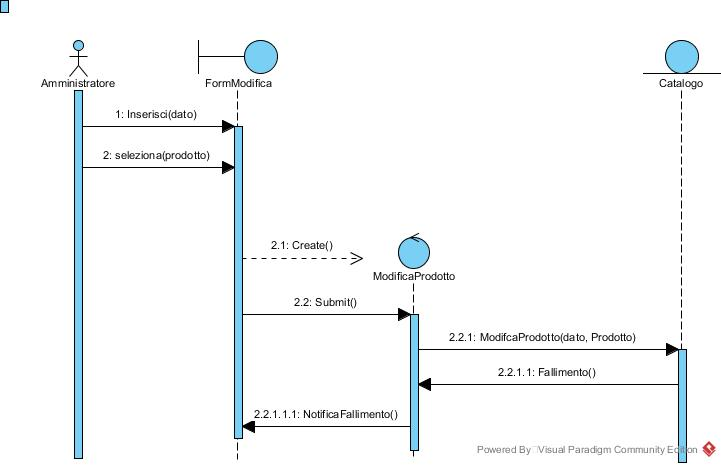 Amministratore
FormModifica
Catalogo
1: Inserisci(dato)
2: seleziona(prodotto)
2.1: Create()
ModificaProdotto
2.2: Submit()
2.2.1: ModifcaProdotto(dato, Prodotto)
2.2.1.1: Fallimento()
2.2.1.1.1: NotificaFallimento()
Powered By Visual Paradigm Community Edition